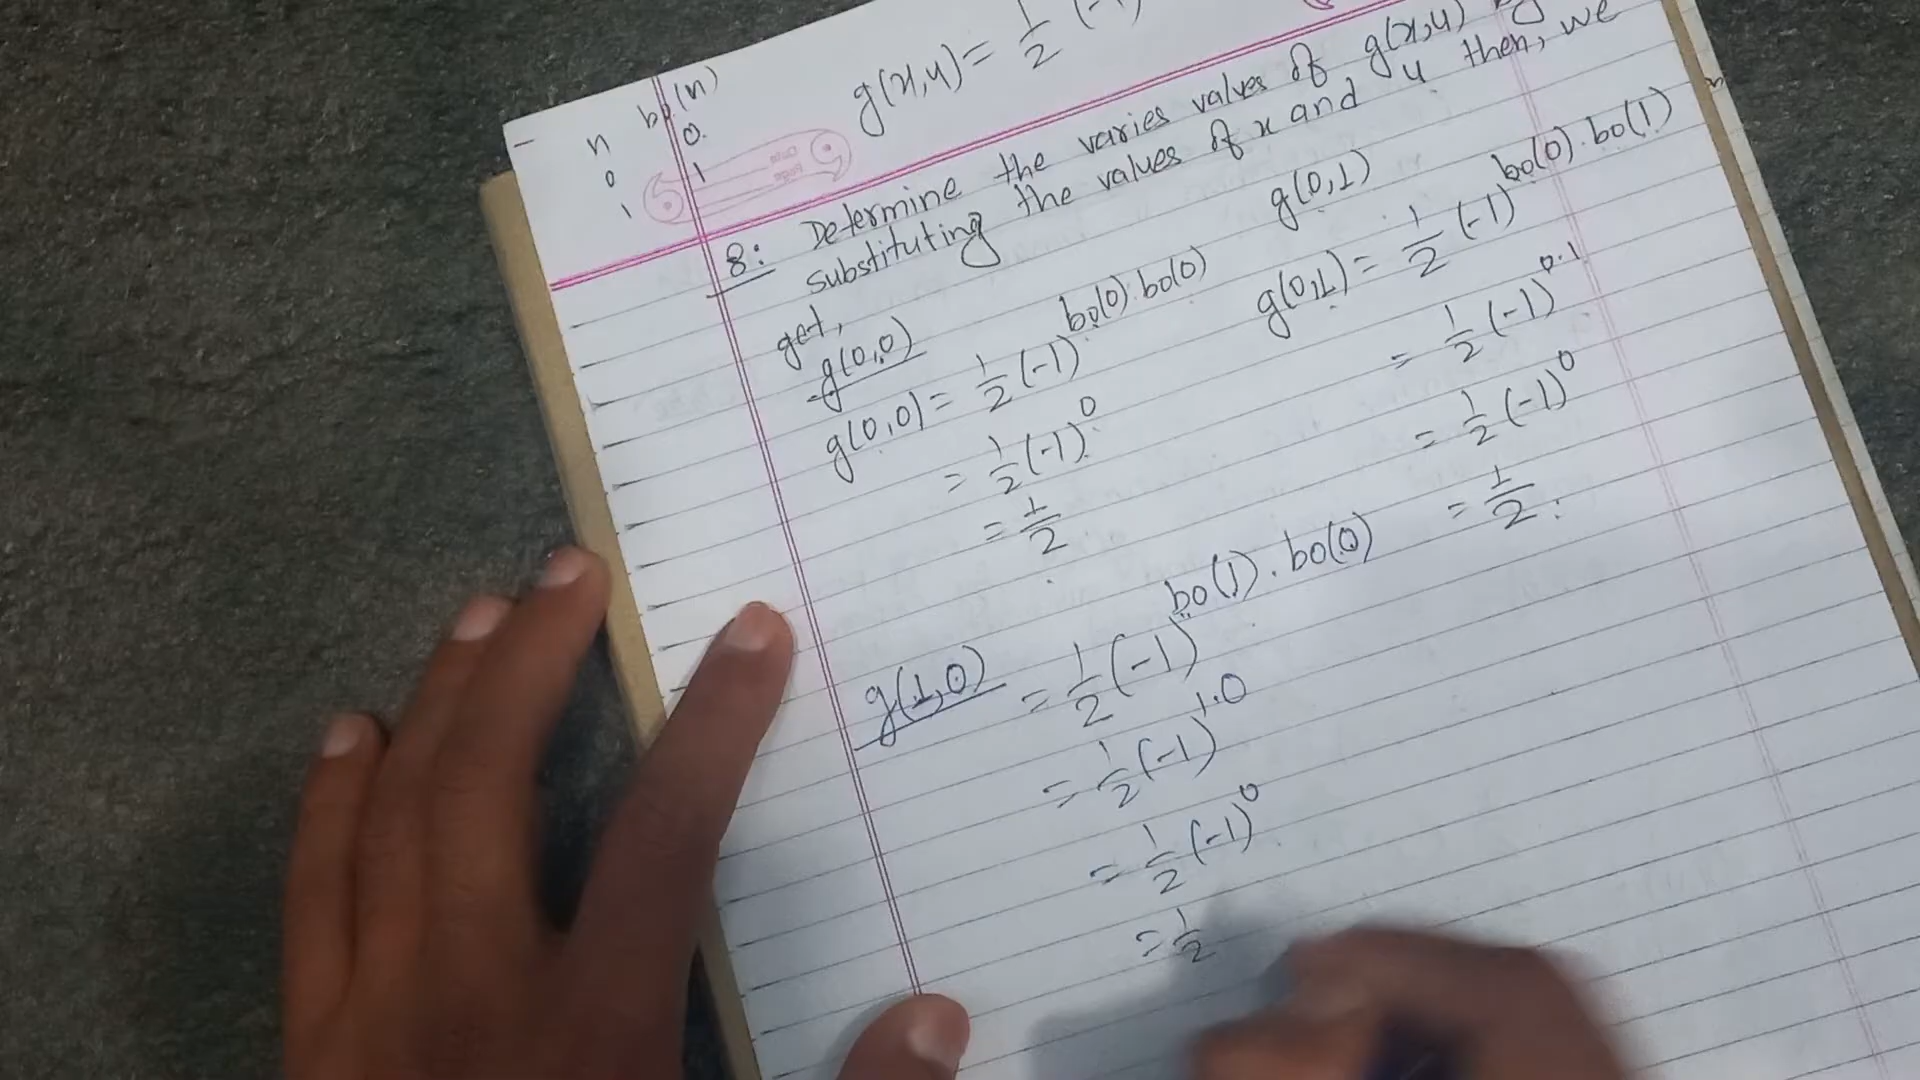 g(x,u) = 1/2 (-1)
n b0(n)
0 0.
1 1
8: Determine the varies values of g(x,u)
substituting the values of x and u then, we
get,
g(0,0)
g(0,0) = 1/2 (-1)^b0(0).b0(0)
= 1/2 (-1)^0
= 1/2
g(0,1)
g(0,1) = 1/2 (-1)^b0(0).b0(1)
= 1/2 (-1)^0.1
= 1/2 (-1)^0
= 1/2
g(1,0) = 1/2 (-1)^b0(1).b0(0)
= 1/2 (-1)^1.0
= 1/2 (-1)^0
= 1/2